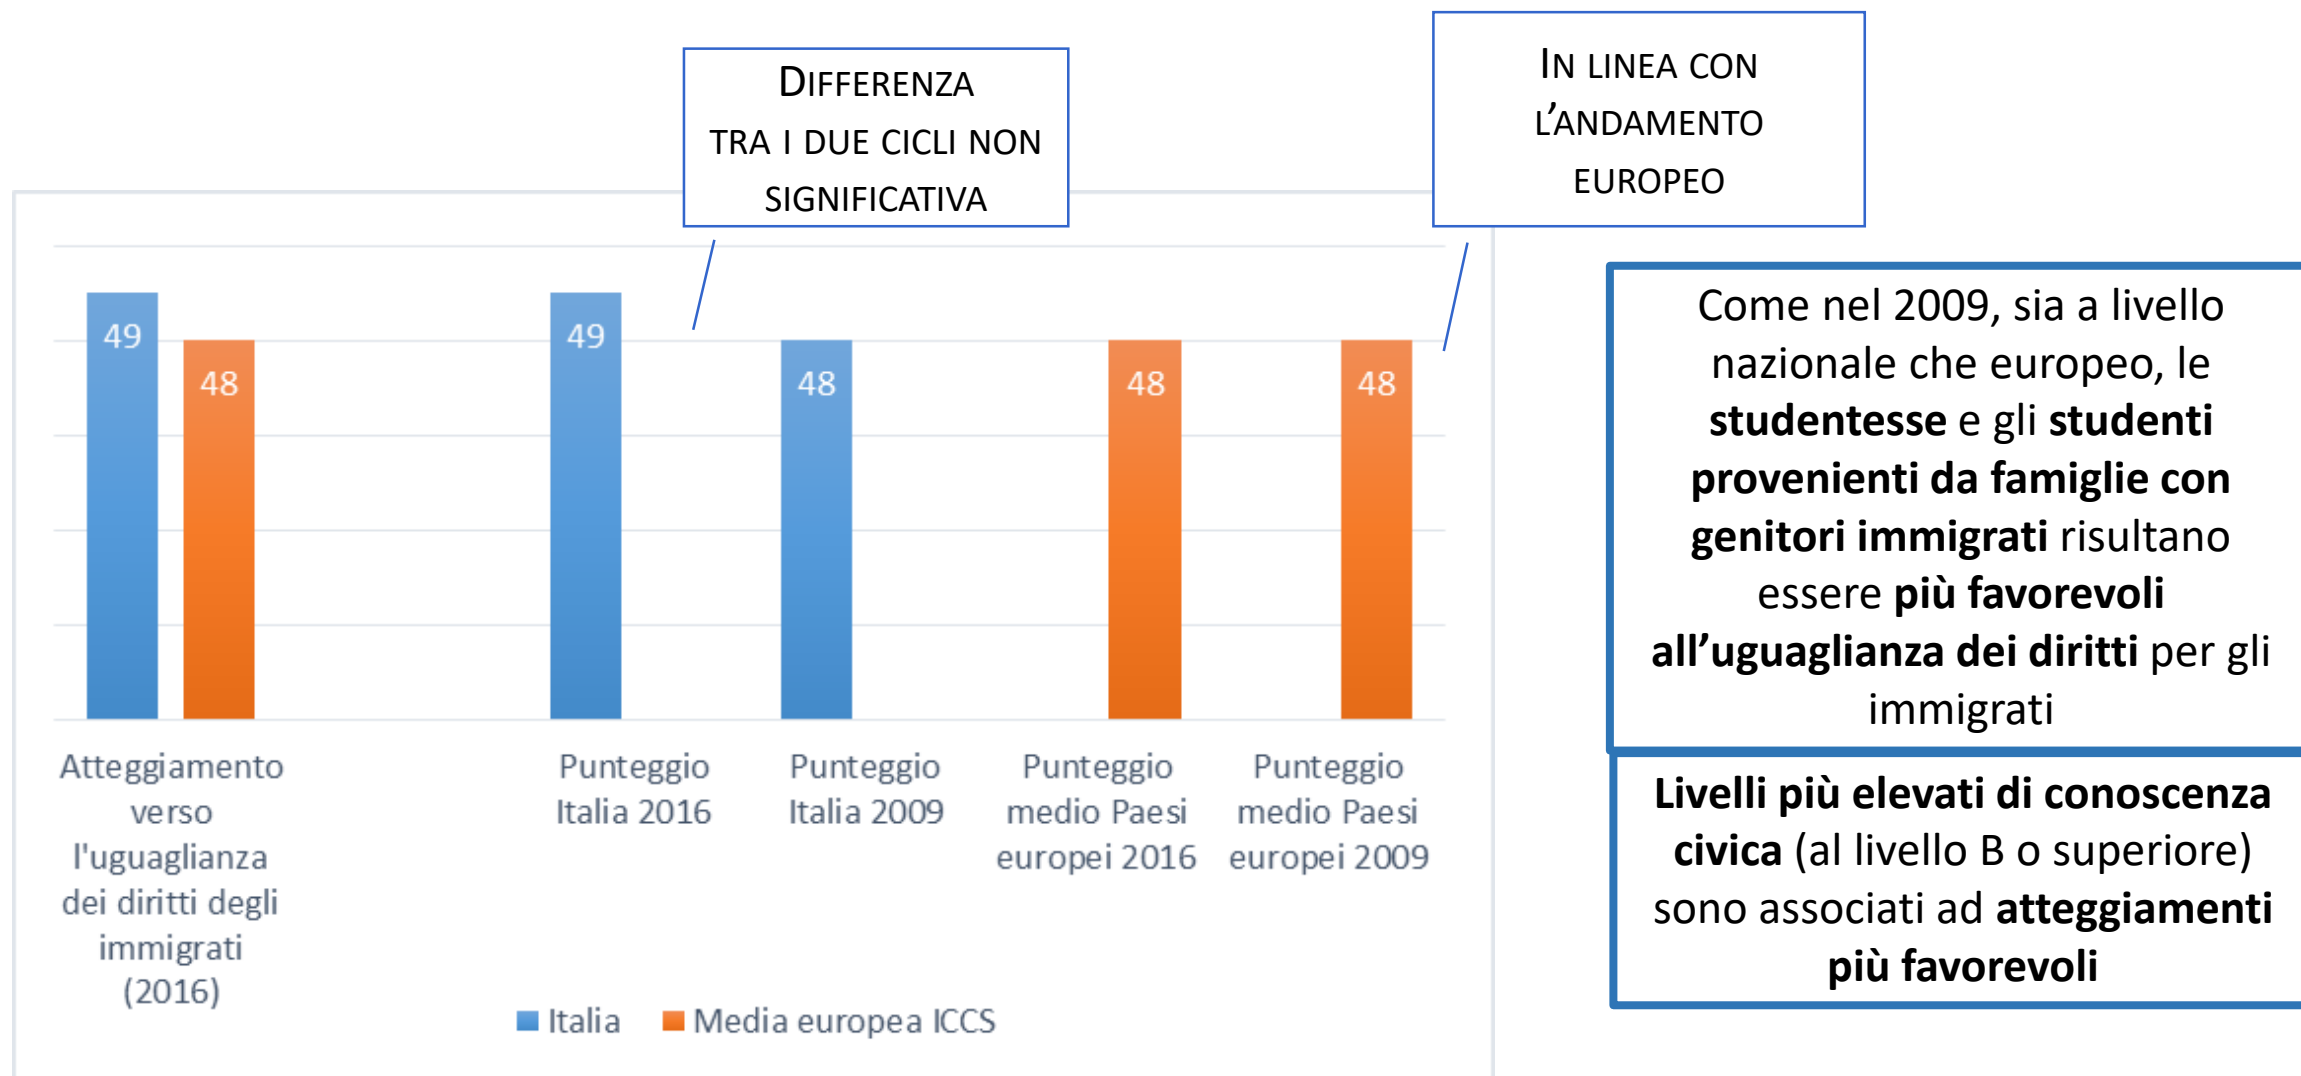 DIFFERENZA
TRA I DUE CICLI NON
SIGNIFICATIVA
IN LINEA CON
L’ANDAMENTO
EUROPEO
49
48
49
48
48
48
Atteggiamento
verso
l'uguaglianza
dei diritti degli
immigrati
(2016)
Punteggio
Italia 2016
Punteggio
Italia 2009
Punteggio
medio Paesi
europei 2016
Punteggio
medio Paesi
europei 2009
Italia
Media europea ICCS
Come nel 2009, sia a livello
nazionale che europeo, le
studentesse e gli studenti
provenienti da famiglie con
genitori immigrati risultano
essere più favorevoli
all’uguaglianza dei diritti per gli
immigrati
Livelli più elevati di conoscenza
civica (al livello B o superiore)
sono associati ad atteggiamenti
più favorevoli